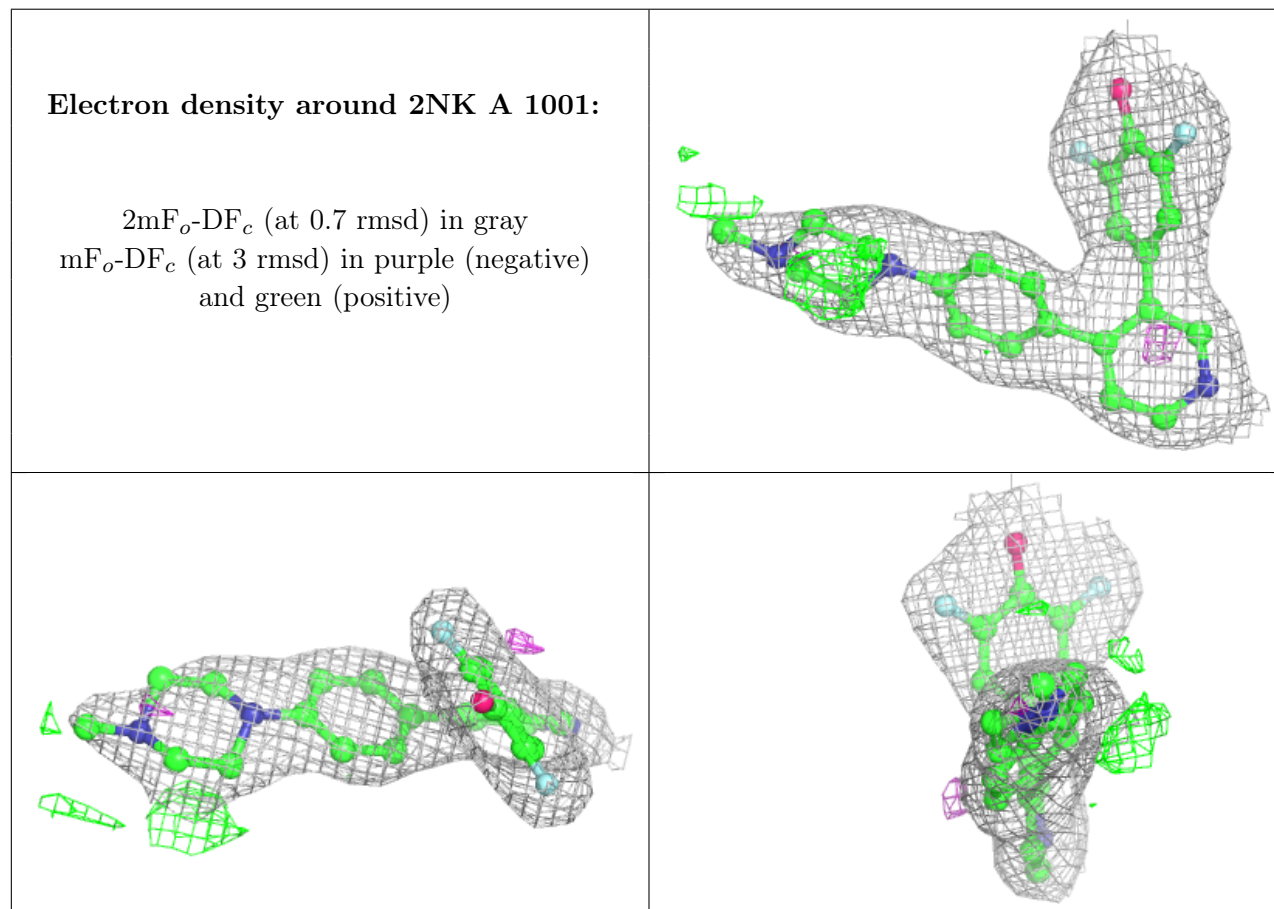 Electron density around 2NK A 1001:
2mFo-DFc (at 0.7 rmsd) in gray
mFo-DFc (at 3 rmsd) in purple (negative)
and green (positive)